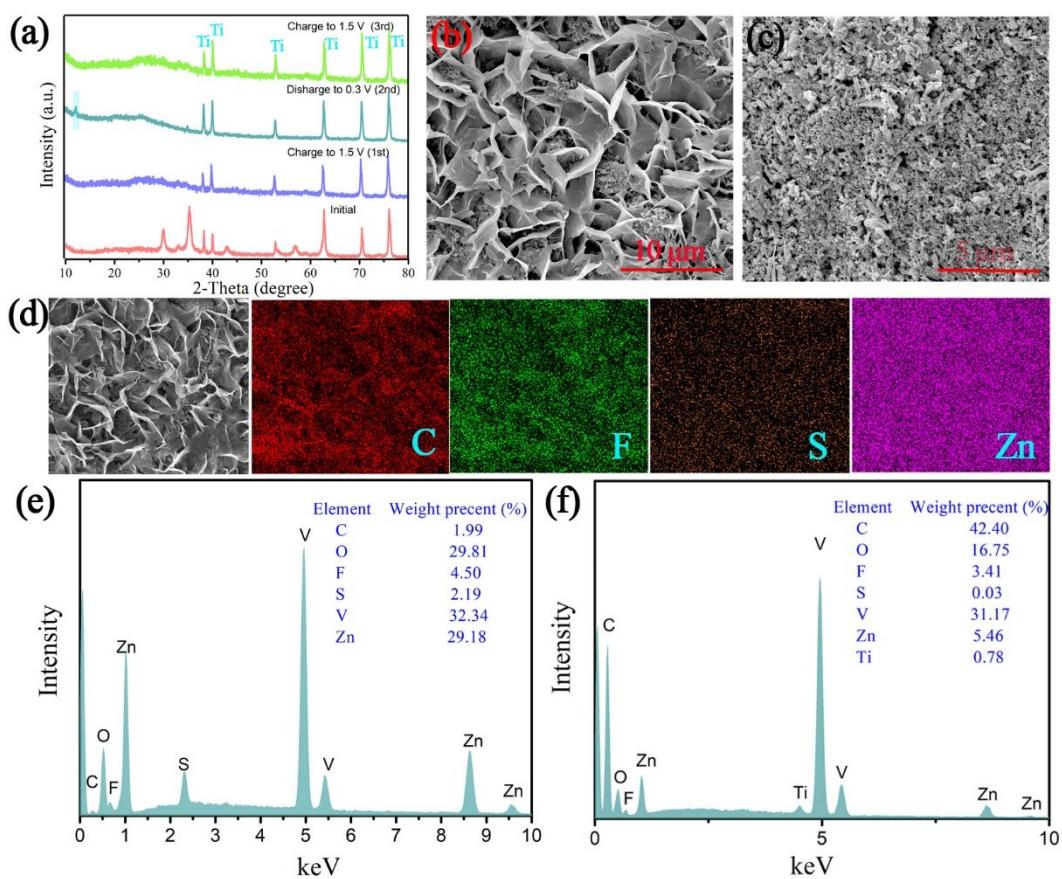 (a)
Charge to 1.5 V (3rd)
Ti Ti Ti Ti Ti Ti
Disharge to 0.3 V (2nd)
Charge to 1.5 V (1st)
Initial
Intensity (a.u.)
10 20 30 40 50 60 70 80
2-Theta (degree)
(b)
10 μm
(c)
5 μm
(d)
C
F
S
Zn
(e)
Element Weight precent (%)
C 1.99
O 29.81
F 4.50
S 2.19
V 32.34
Zn 29.18
C O F Zn S V V Zn Zn
Intensity
0 1 2 3 4 5 6 7 8 9 10
keV
(f)
Element Weight precent (%)
C 42.40
O 16.75
F 3.41
S 0.03
V 31.17
Zn 5.46
Ti 0.78
C O F Zn Ti V V Zn Zn
Intensity
0 5 10
keV